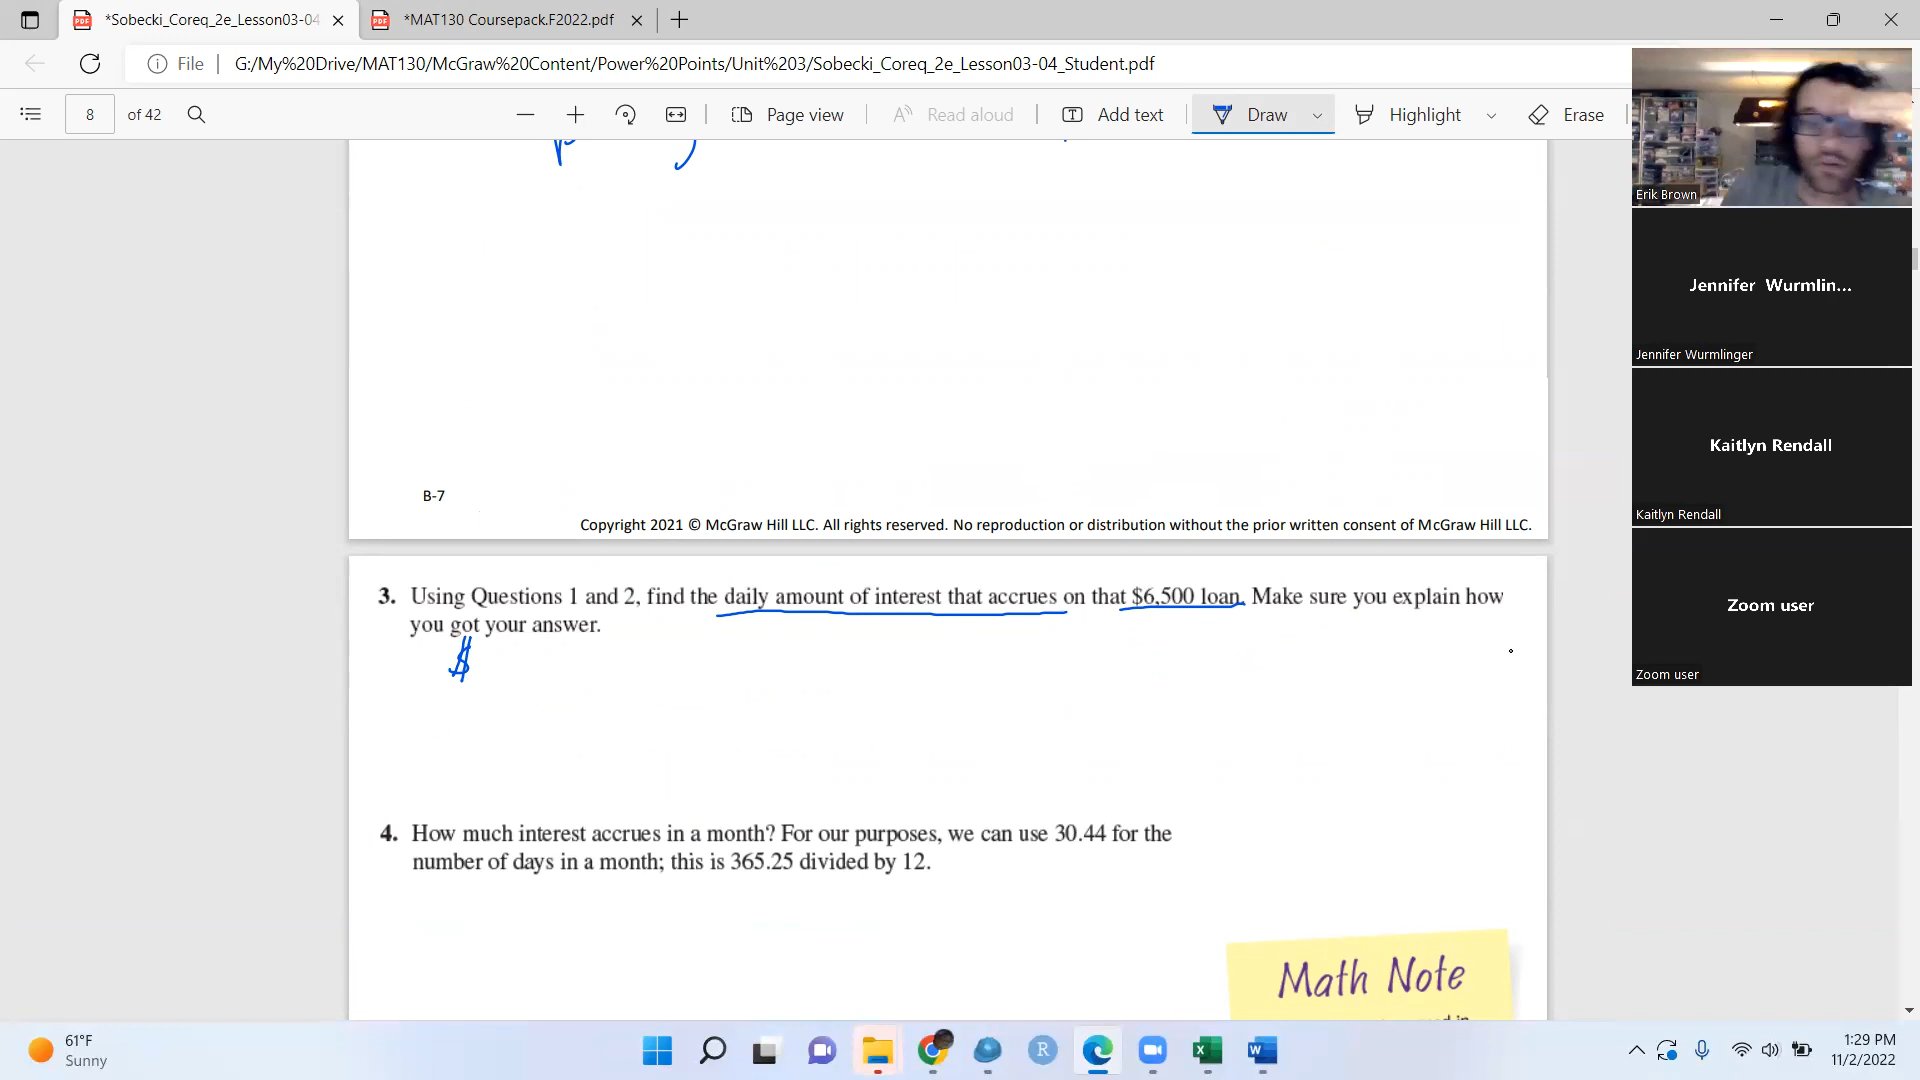 *Sobecki_Coreq_2e_Lesson03-04
*MAT130 Coursepack.F2022.pdf
File
G:/My%20Drive/MAT130/McGraw%20Content/Power%20Points/Unit%203/Sobecki_Coreq_2e_Lesson03-04_Student.pdf
8 of 42
Page view
Read aloud
Add text
Draw
Highlight
Erase
B-7
Copyright 2021 © McGraw Hill LLC. All rights reserved. No reproduction or distribution without the prior written consent of McGraw Hill LLC.
3. Using Questions 1 and 2, find the daily amount of interest that accrues on that $6,500 loan. Make sure you explain how
you got your answer.
$
4. How much interest accrues in a month? For our purposes, we can use 30.44 for the
number of days in a month; this is 365.25 divided by 12.
Math Note
Erik Brown
Jennifer Wurmlin...
Jennifer Wurmlinger
Kaitlyn Rendall
Kaitlyn Rendall
Zoom user
Zoom user
61°F
Sunny
1:29 PM
11/2/2022